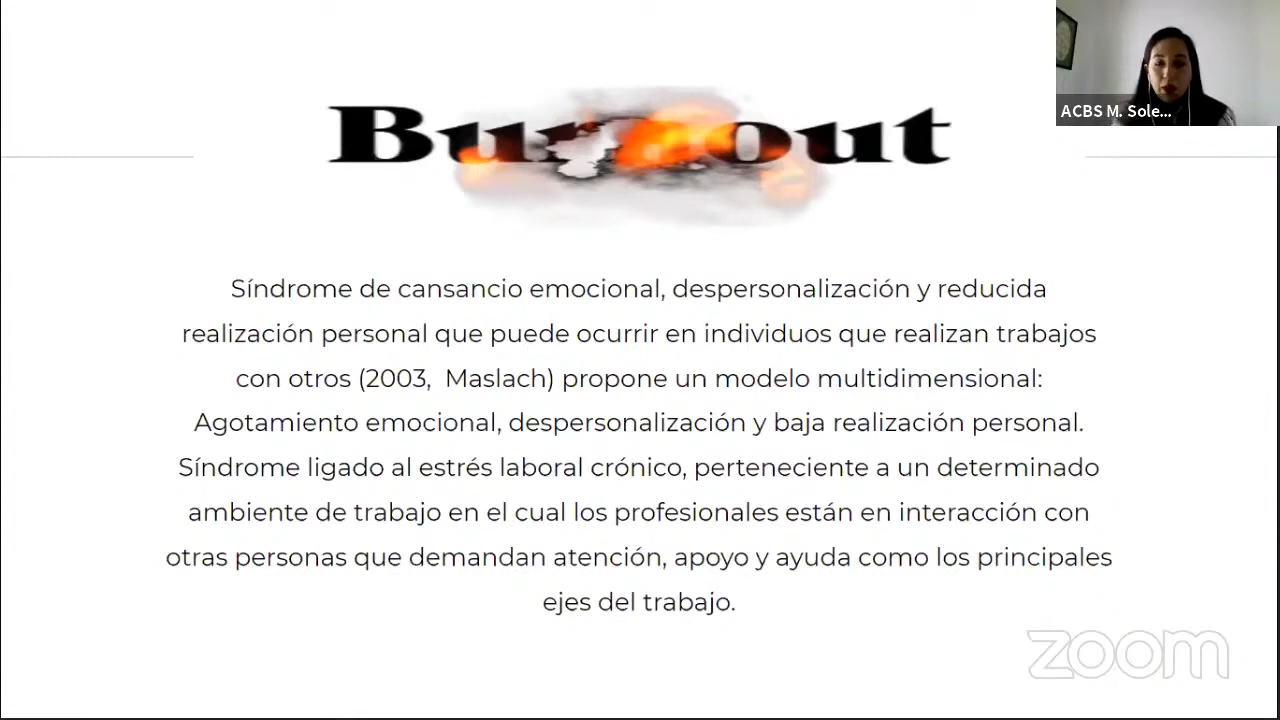 Burnout
ACBS M. Sole...
Síndrome de cansancio emocional, despersonalización y reducida
realización personal que puede ocurrir en individuos que realizan trabajos
con otros (2003,  Maslach) propone un modelo multidimensional:
Agotamiento emocional, despersonalización y baja realización personal.
Síndrome ligado al estrés laboral crónico, perteneciente a un determinado
ambiente de trabajo en el cual los profesionales están en interacción con
otras personas que demandan atención, apoyo y ayuda como los principales
ejes del trabajo.
zoom